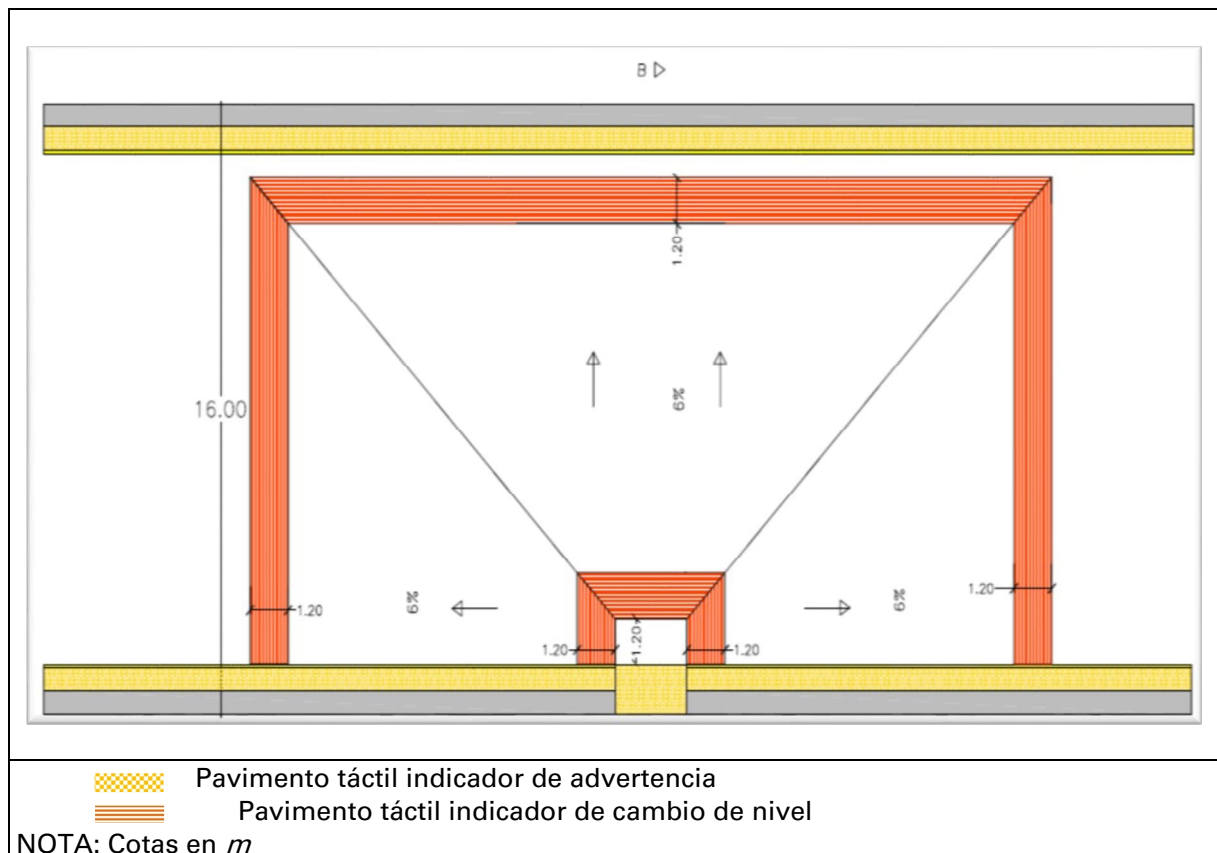 B
1.20
16.00
6%
6%
6%
1.20
1.20
1.20
1.20
1.20
Pavimento táctil indicador de advertencia
Pavimento táctil indicador de cambio de nivel
NOTA: Cotas en m